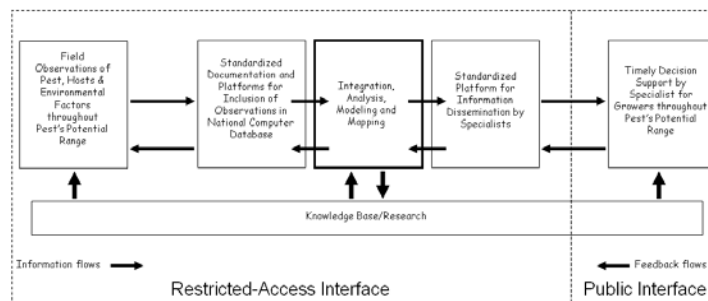 Field
Observations of
Pest, Hosts &
Environmental
Factors
throughout
Pest's Potential
Range
Standardized
Documentation and
Platforms for
Inclusion of
Observations in
National Computer
Database
Integration,
Analysis,
Modeling and
Mapping
Standardized
Platform for
Information
Dissemination by
Specialists
Timely Decision
Support by
Specialist for
Growers throughout
Pest's Potential
Range
Knowledge Base/Research
Information flows
Feedback flows
Restricted-Access Interface
Public Interface